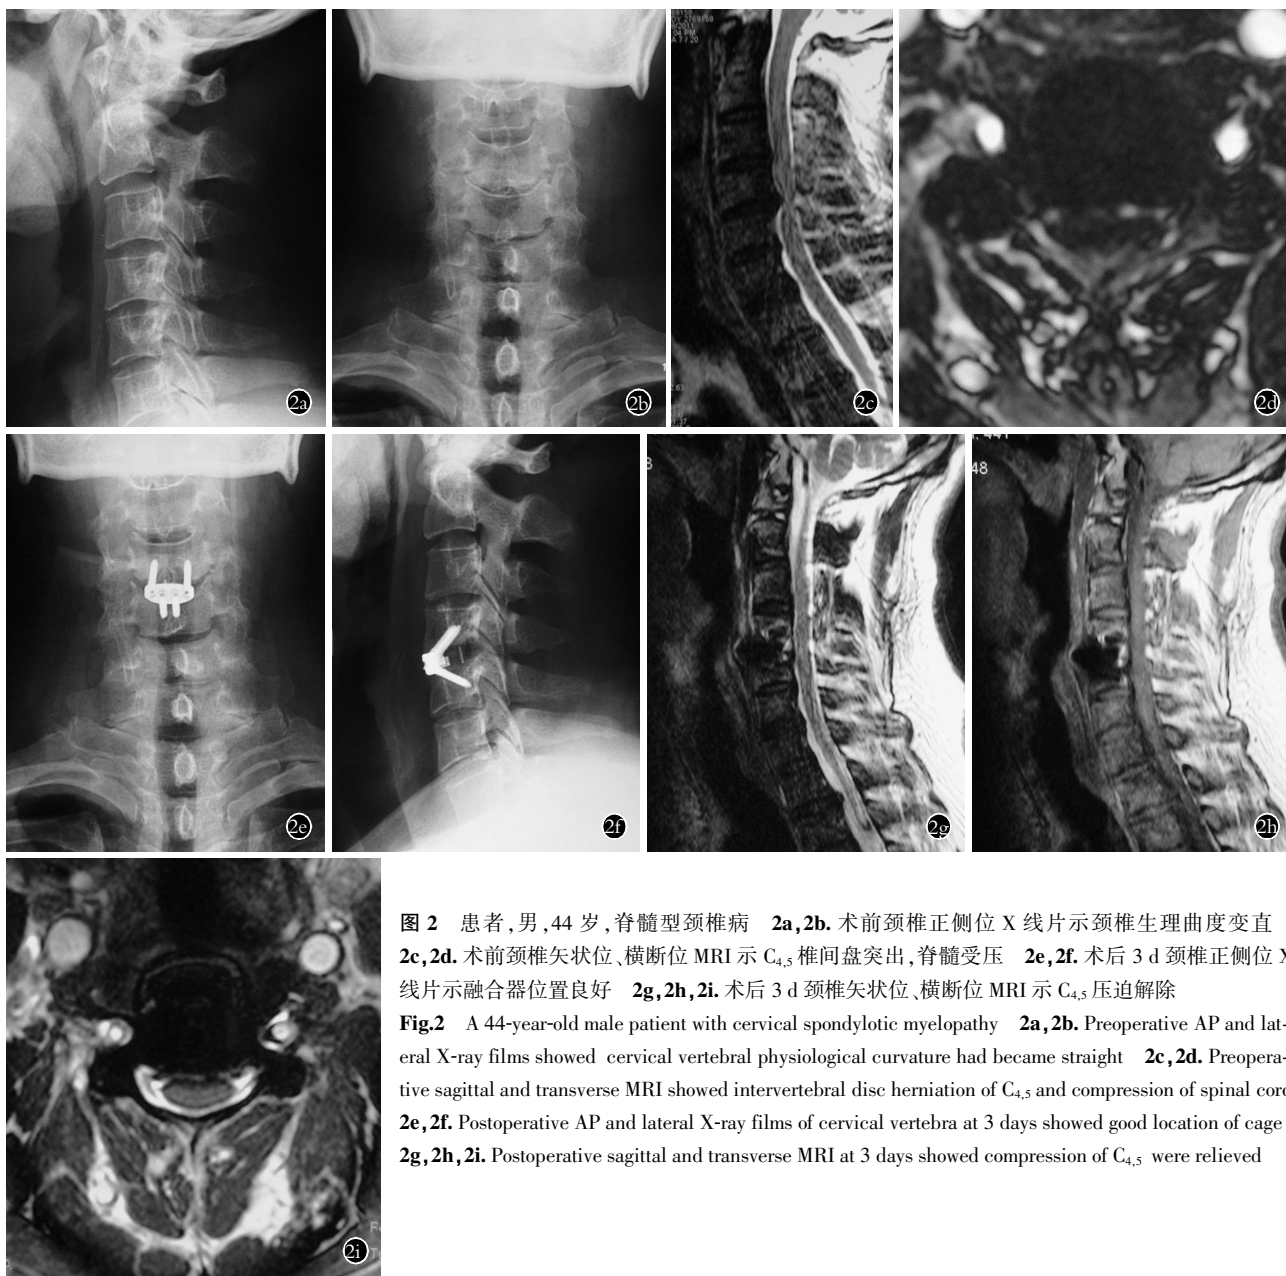 2789158
/2011
:04 PM
A 7 / 20
2a
2b
2c
2d
48
2e
2f
2g
2h
2i
图 2 患者,男,44 岁,脊髓型颈椎病 2a,2b. 术前颈椎正侧位 X 线片示颈椎生理曲度变直
2c,2d. 术前颈椎矢状位、横断位 MRI 示 C4,5 椎间盘突出,脊髓受压 2e,2f. 术后 3 d 颈椎正侧位 X
线片示融合器位置良好 2g,2h,2i. 术后 3 d 颈椎矢状位、横断位 MRI 示 C4,5 压迫解除
Fig.2 A 44-year-old male patient with cervical spondylotic myelopathy 2a,2b. Preoperative AP and lat-
eral X-ray films showed cervical vertebral physiological curvature had became straight 2c,2d. Preopera-
tive sagittal and transverse MRI showed intervertebral disc herniation of C4,5 and compression of spinal cord
2e,2f. Postoperative AP and lateral X-ray films of cervical vertebra at 3 days showed good location of cage
2g,2h,2i. Postoperative sagittal and transverse MRI at 3 days showed compression of C4,5 were relieved